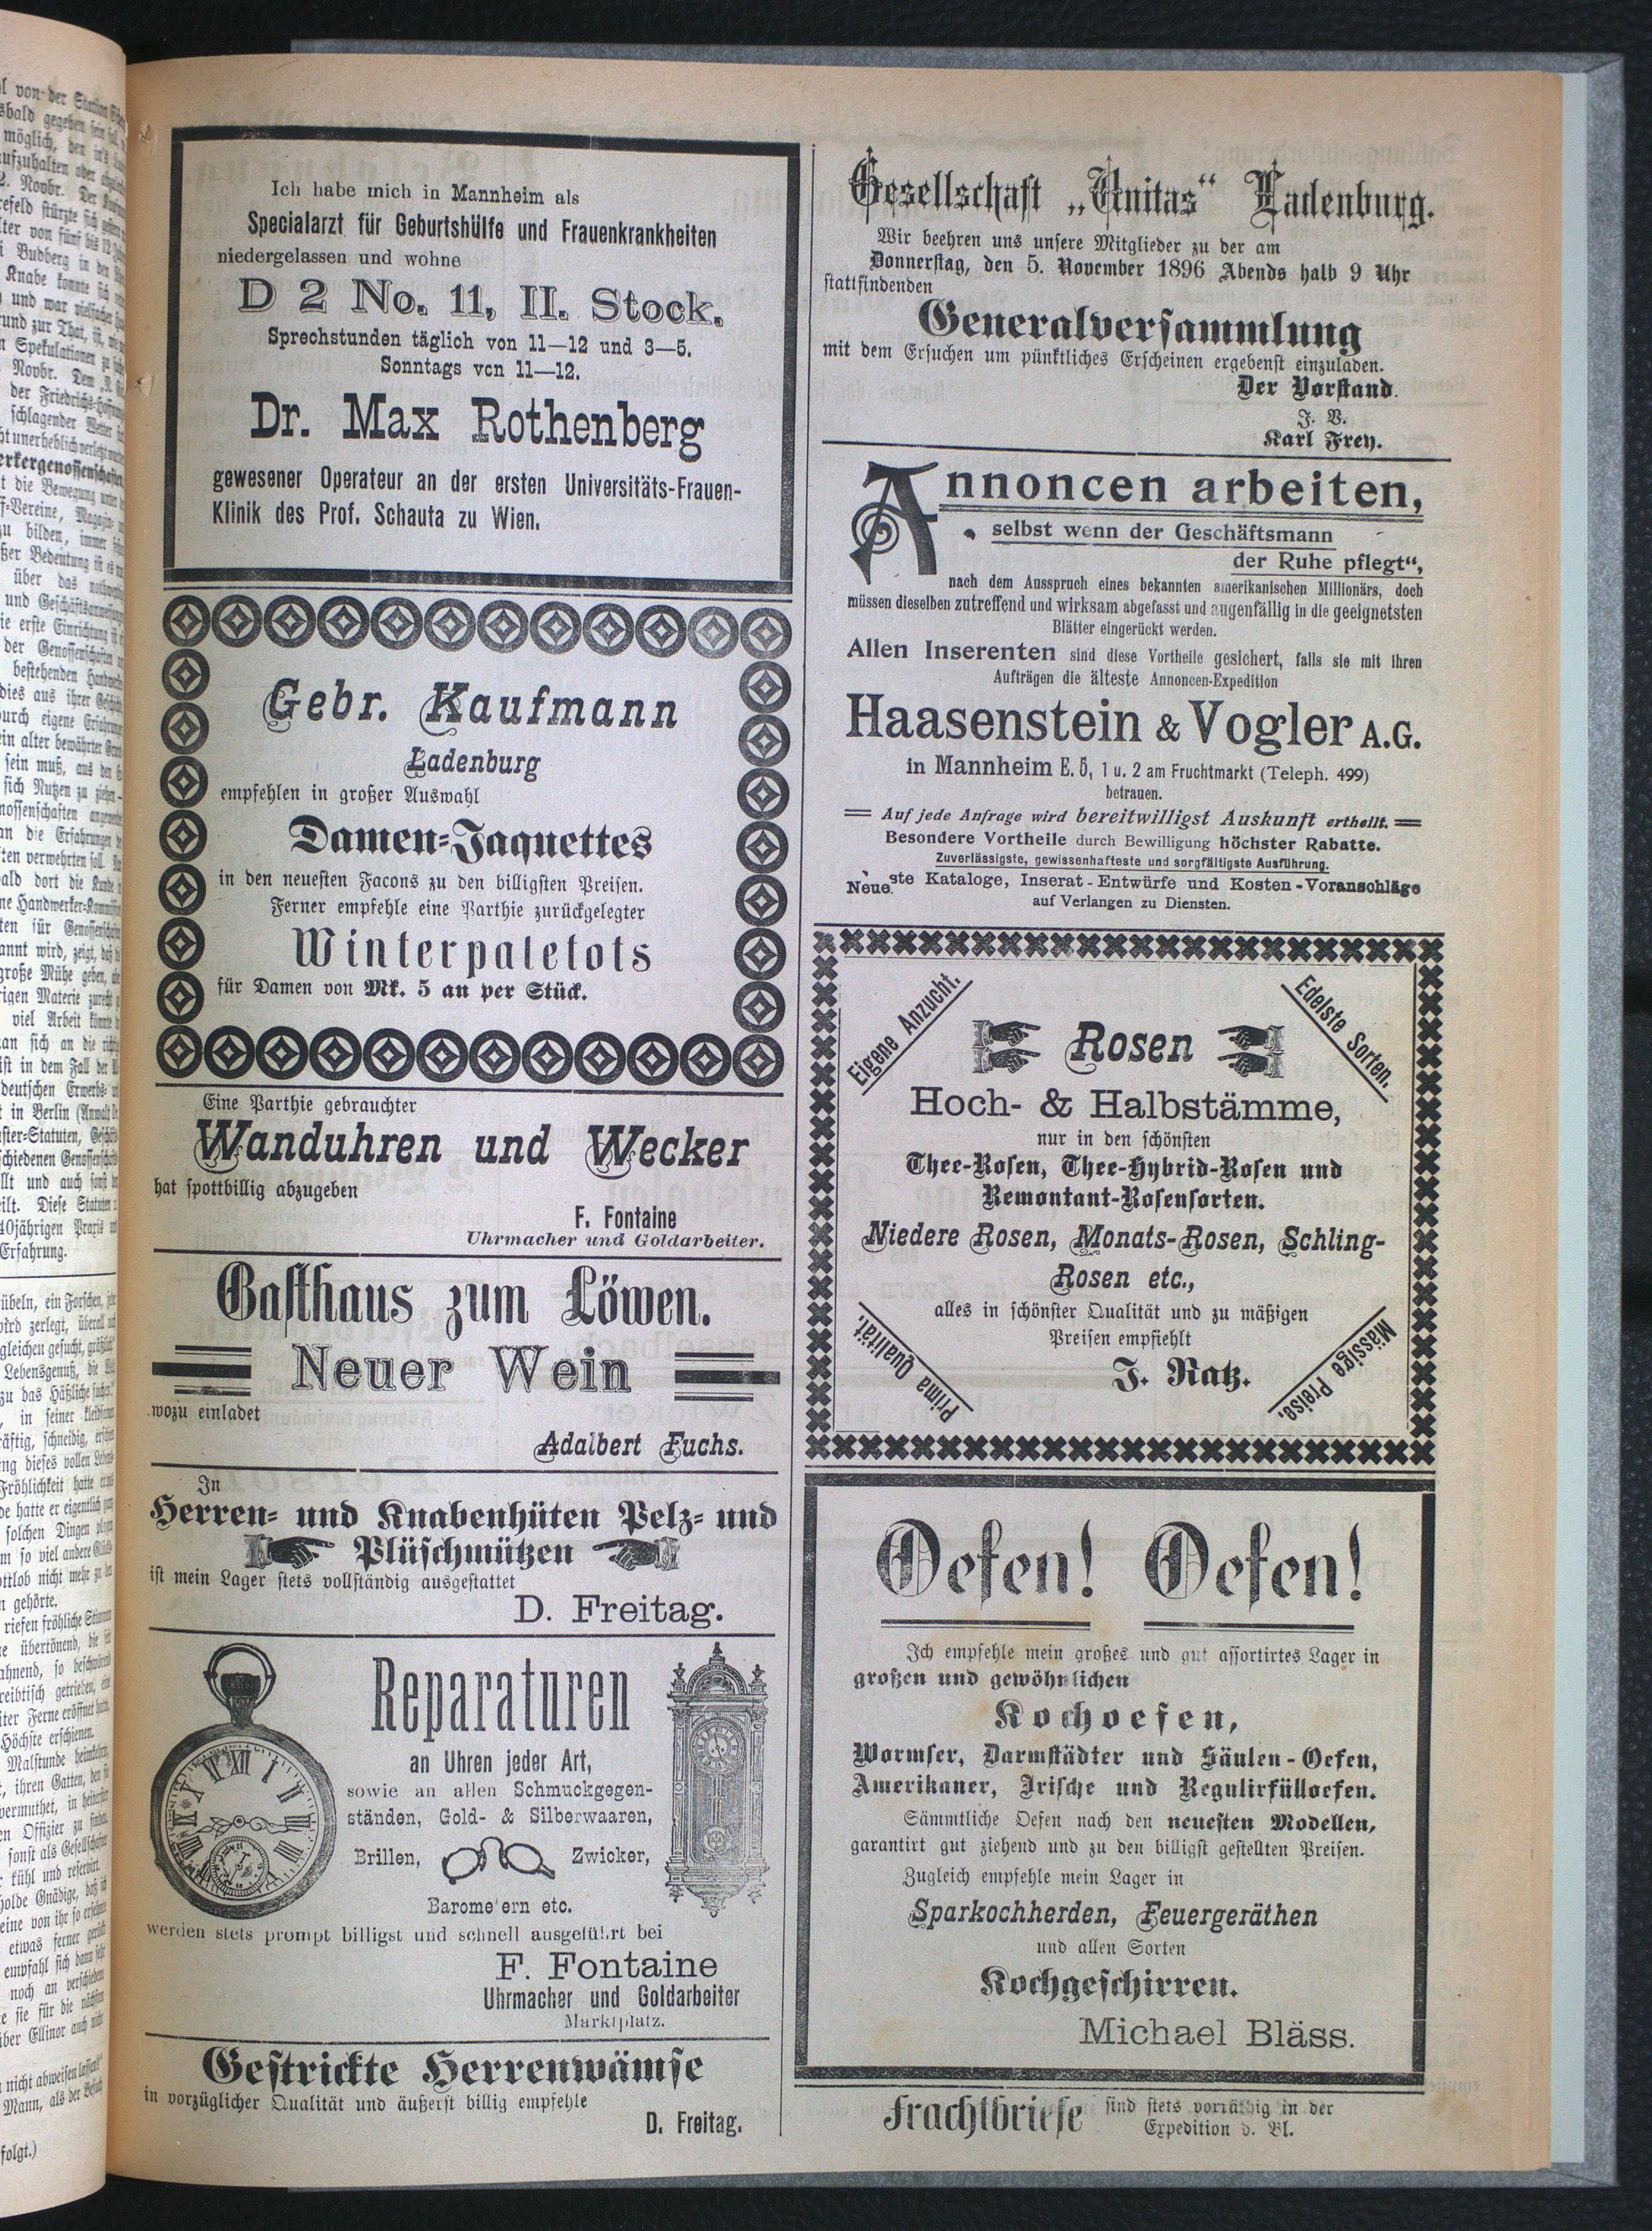 Ich habe mich in Mannheim als
Specialarzt für Geburtshülfe und Frauenkrankheiten
niedergelassen und wohne
D 2 No. 11, II. Stock.
Sprechstunden täglich von 11—12 und 3—5.
Sonntags von 11—12.
Dr. Max Rothenberg
gewesener Operateur an der ersten Universitäts-Frauen-
Klinik des Prof. Schauta zu Wien.
Gebr. Kaufmann
Ladenburg
empfehlen in großer Auswahl
Damen-Jaquettes
in den neuesten Facons zu den billigsten Preisen.
Ferner empfehle eine Parthie zurückgelegter
Winterpaletots
für Damen von Mk. 5 an per Stück.
Eine Parthie gebrauchter
Wanduhren und Wecker
hat spottbillig abzugeben
F. Fontaine
Uhrmacher und Goldarbeiter.
Gasthaus zum Löwen.
Neuer Wein
wozu einladet
Adalbert Fuchs.
In
Herren- und Knabenhüten Pelz- und
Plüschmützen
ist mein Lager stets vollständig ausgestattet
D. Freitag.
Reparaturen
an Uhren jeder Art,
sowie an allen Schmuckgegen-
ständen, Gold- & Silberwaaren,
Brillen, Zwicker,
Barome ern etc.
werden stets prompt billigst und schnell ausgeführt bei
F. Fontaine
Uhrmacher und Goldarbeiter
Marktplatz.
Gestrickte Herrenwämse
in vorzüglicher Qualität und äußerst billig empfehle
D. Freitag.
Gesellschaft „Unitas“ Ladenburg.
Wir beehren uns unsere Mitglieder zu der am
Donnerstag, den 5. November 1896 Abends halb 9 Uhr
stattfindenden
Generalversammlung
mit dem Ersuchen um pünktliches Erscheinen ergebenst einzuladen.
Der Vorstand.
J. V.
Karl Frey.
Annoncen arbeiten,
selbst wenn der Geschäftsmann
der Ruhe pflegt“,
nach dem Ausspruch eines bekannten amerikanischen Millionärs, doch
müssen dieselben zutreffend und wirksam abgefasst und augenfällig in die geeignetsten
Blätter eingerückt werden.
Allen Inserenten sind diese Vortheile gesichert, falls sie mit ihren
Aufträgen die älteste Annoncen-Expedition
Haasenstein & Vogler A.G.
in Mannheim E. 5, 1 u. 2 am Fruchtmarkt (Teleph. 499)
betrauen.
Auf jede Anfrage wird bereitwilligst Auskunft ertheilt.
Besondere Vortheile durch Bewilligung höchster Rabatte.
Zuverlässigste, gewissenhafteste und sorgfältigste Ausführung.
Neueste Kataloge, Inserat-Entwürfe und Kosten-Voranschläge
auf Verlangen zu Diensten.
Eigene Anzucht.
Edelste Sorten.
Rosen
Hoch- & Halbstämme,
nur in den schönsten
Thee-Rosen, Thee-Hybrid-Rosen und
Remontant-Rosensorten.
Niedere Rosen, Monats-Rosen, Schling-
Rosen etc.,
alles in schönster Qualität und zu mäßigen
Preisen empfiehlt
J. Ratz.
Prima Qualität.
Mässige Preise.
Oefen! Oefen!
Ich empfehle mein großes und gut assortirtes Lager in
großen und gewöhnlichen
Kochoefen,
Wormser, Darmstädter und Säulen-Oefen,
Amerikaner, Irische und Regulirfülloefen.
Sämmtliche Oefen nach den neuesten Modellen,
garantirt gut ziehend und zu den billigst gestellten Preisen.
Zugleich empfehle mein Lager in
Sparkochherden, Feuergeräthen
und allen Sorten
Kochgeschirren.
Michael Bläss.
Frachtbriefe sind stets vorräthig in der
Expedition d. Bl.